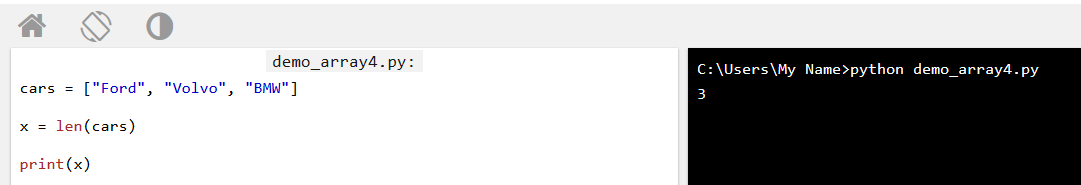 demo_array4.py:
cars = ["Ford", "Volvo", "BMW"]
x = len(cars)
print(x)
C:\Users\My Name>python demo_array4.py
3